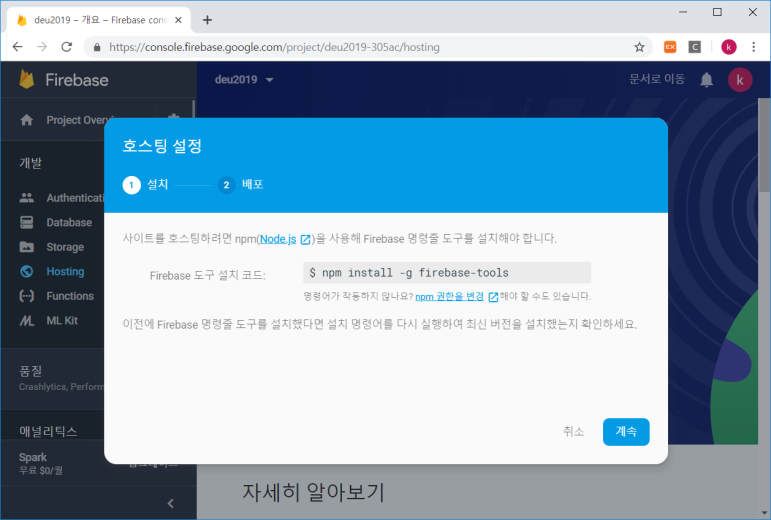 deu2019 – 개요 – Firebase cons
https://console.firebase.google.com/project/deu2019-305ac/hosting
EX
C
k
Firebase
deu2019
문서로 이동
k
Project Overv
개발
Authenticati
Database
Storage
Hosting
Functions
ML Kit
품질
Crashlytics, Perform
애널리틱스
Spark
무료 $0/월
호스팅 설정
1 설치
2 배포
사이트를 호스팅하려면 npm(Node.js )을 사용해 Firebase 명령줄 도구를 설치해야 합니다.
Firebase 도구 설치 코드:
$ npm install -g firebase-tools
명령어가 작동하지 않나요? npm 권한을 변경 해야 할 수도 있습니다.
이전에 Firebase 명령줄 도구를 설치했다면 설치 명령어를 다시 실행하여 최신 버전을 설치했는지 확인하세요.
취소
계속
자세히 알아보기